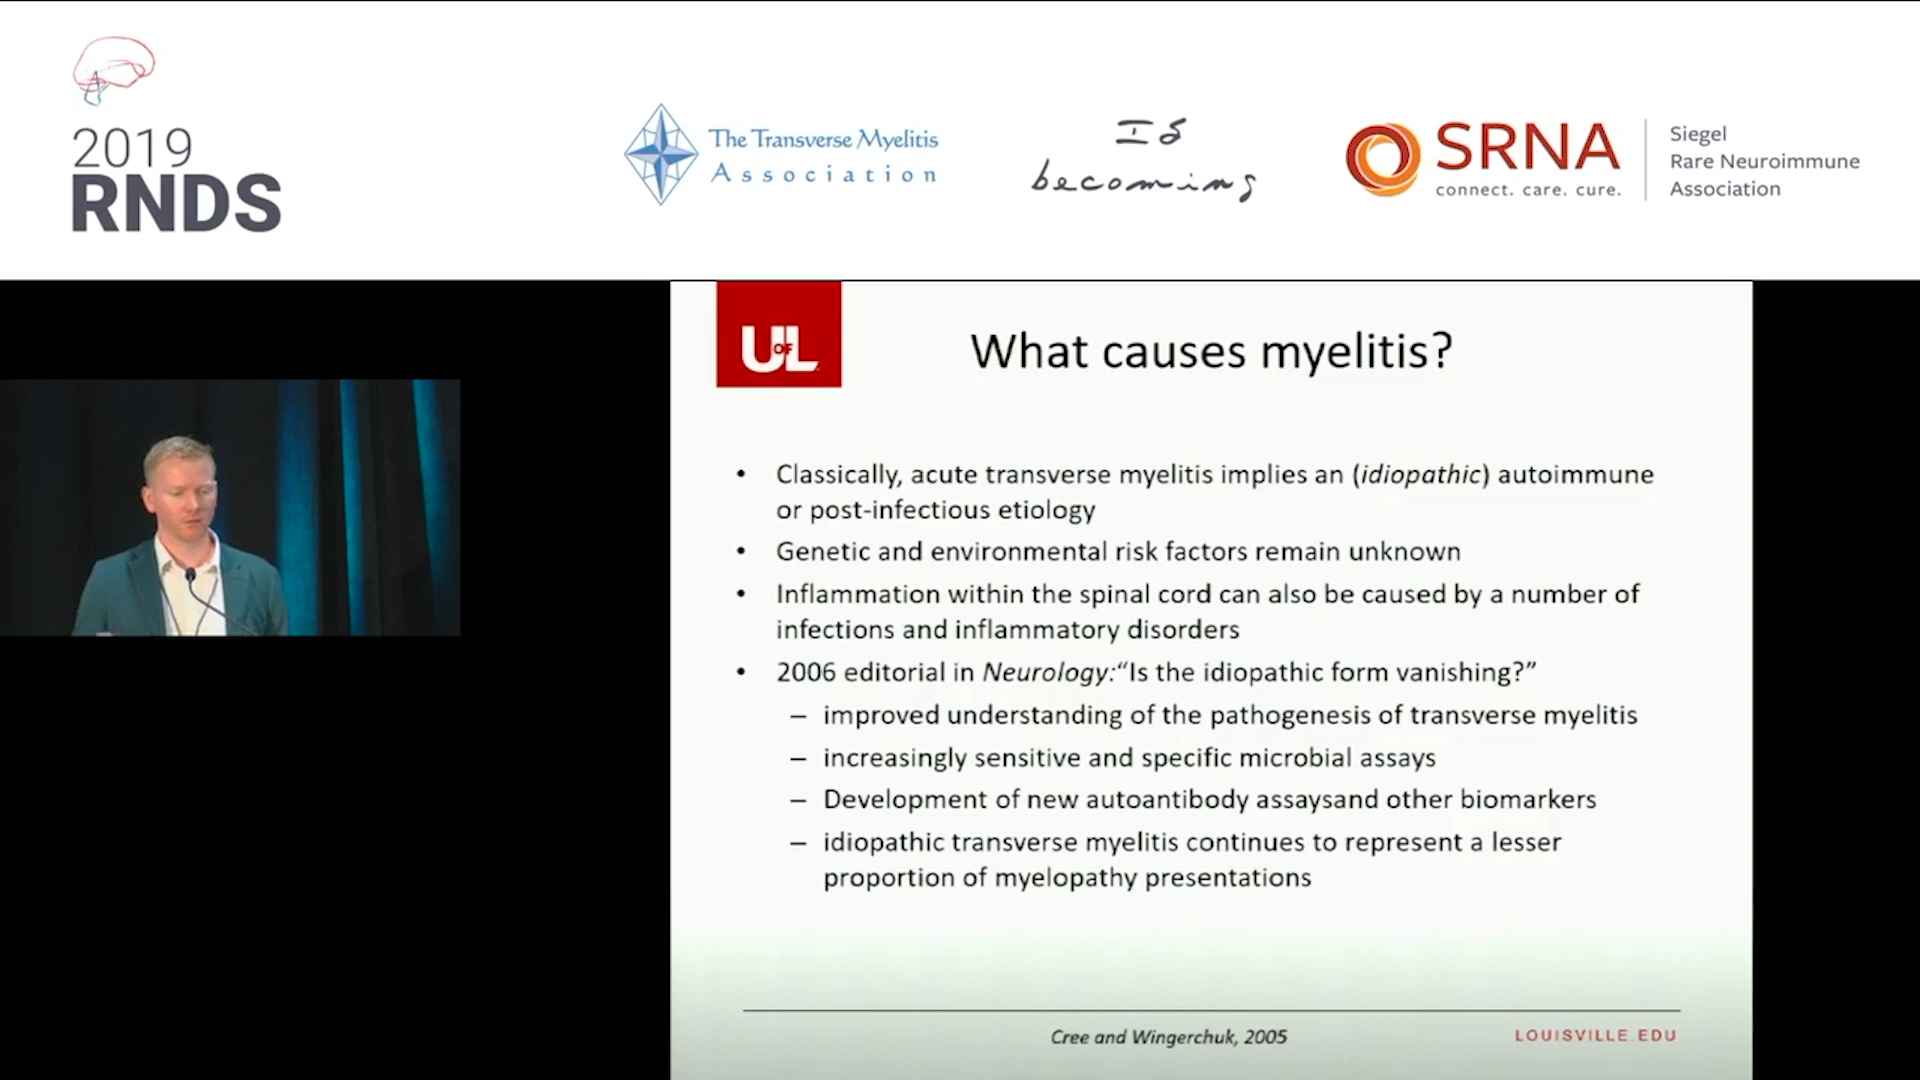 2019
RNDS
The Transverse Myelitis
Association
Is
becoming
SRNA
connect. care. cure.
Siegel
Rare Neuroimmune
Association
UOFL
What causes myelitis?
• Classically, acute transverse myelitis implies an (idiopathic) autoimmune
or post-infectious etiology
• Genetic and environmental risk factors remain unknown
• Inflammation within the spinal cord can also be caused by a number of
infections and inflammatory disorders
• 2006 editorial in Neurology:“Is the idiopathic form vanishing?”
– improved understanding of the pathogenesis of transverse myelitis
– increasingly sensitive and specific microbial assays
– Development of new autoantibody assaysand other biomarkers
– idiopathic transverse myelitis continues to represent a lesser
proportion of myelopathy presentations
Cree and Wingerchuk, 2005
LOUISVILLE.EDU